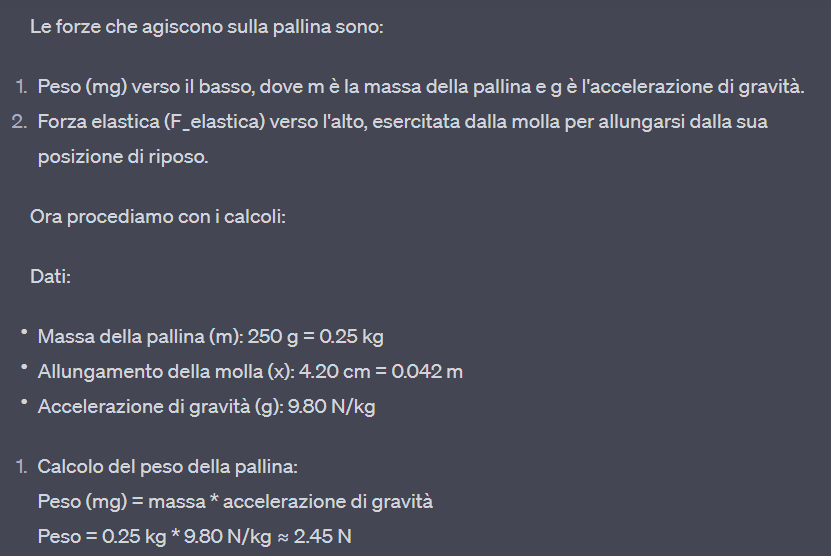 Le forze che agiscono sulla pallina sono:
1. Peso (mg) verso il basso, dove m è la massa della pallina e g è l'accelerazione di gravità.
2. Forza elastica (F_elastica) verso l'alto, esercitata dalla molla per allungarsi dalla sua
posizione di riposo.
Ora procediamo con i calcoli:
Dati:
• Massa della pallina (m): 250 g = 0.25 kg
• Allungamento della molla (x): 4.20 cm = 0.042 m
• Accelerazione di gravità (g): 9.80 N/kg
1. Calcolo del peso della pallina:
Peso (mg) = massa * accelerazione di gravità
Peso = 0.25 kg * 9.80 N/kg ≈ 2.45 N